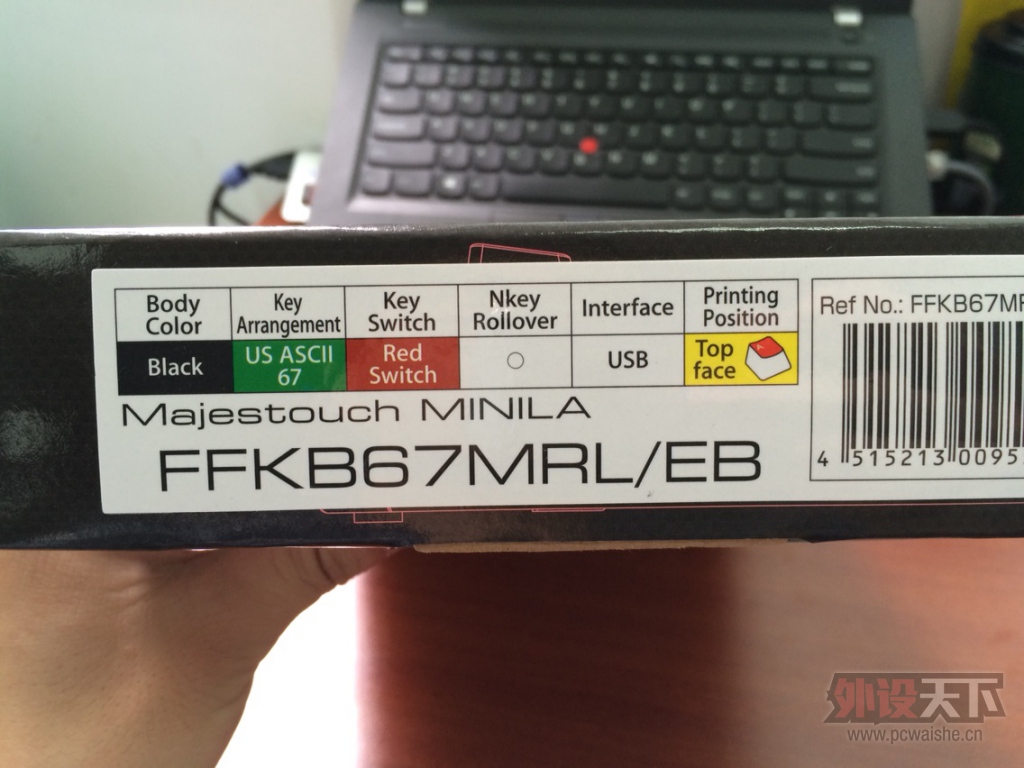 Body Color
Key Arrangement
Key Switch
Nkey Rollover
Interface
Printing Position
Black
US ASCII 67
Red Switch
○
USB
Top face
Majestouch MINILA
FFKB67MRL/EB
Ref No.: FFKB67MR
4 515213 0095
外设天下
www.pcwaishe.cn